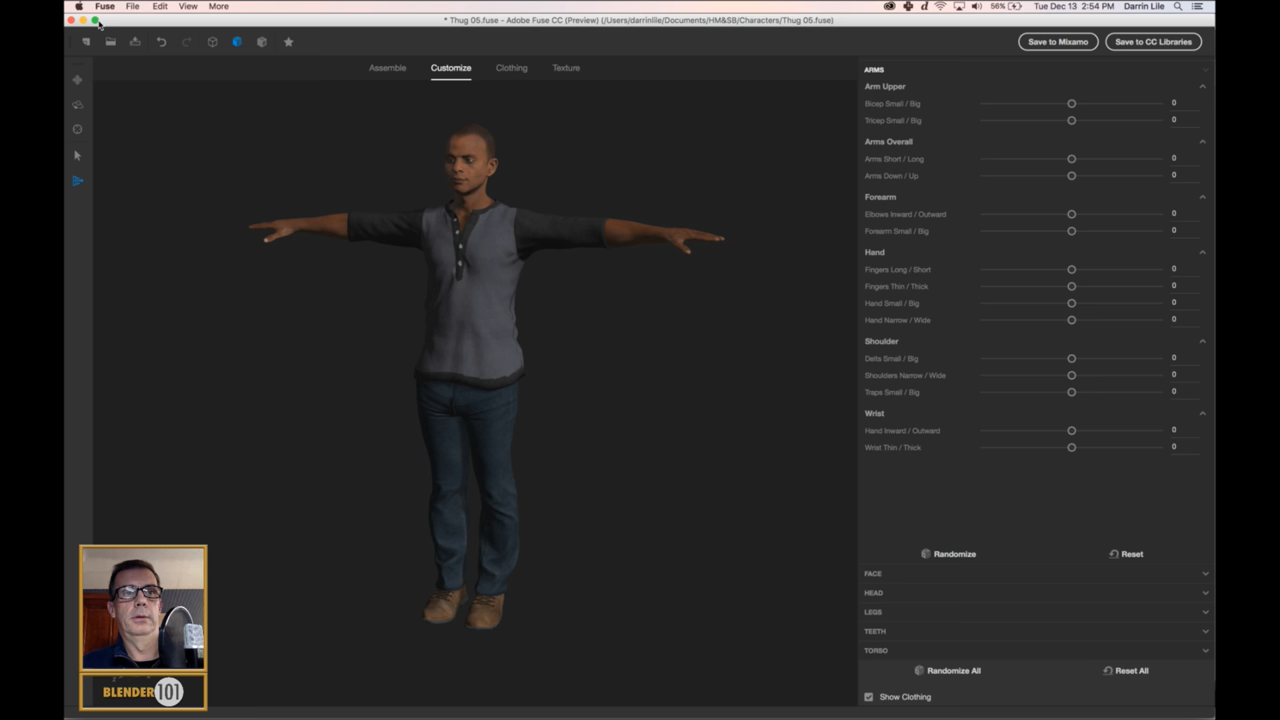 Fuse File Edit View More 56% Tue Dec 13 2:54 PM Darrin Lile
* Thug 05.fuse - Adobe Fuse CC (Preview) (/Users/darrinlile/Documents/HM&SB/Characters/Thug 05.fuse)
Save to Mixamo Save to CC Libraries
Assemble Customize Clothing Texture
ARMS
Arm Upper
Bicep Small / Big 0
Tricep Small / Big 0
Arms Overall
Arms Short / Long 0
Arms Down / Up 0
Forearm
Elbows Inward / Outward 0
Forearm Small / Big 0
Hand
Fingers Long / Short 0
Fingers Thin / Thick 0
Hand Small / Big 0
Hand Narrow / Wide 0
Shoulder
Delts Small / Big 0
Shoulders Narrow / Wide 0
Traps Small / Big 0
Wrist
Hand Inward / Outward 0
Wrist Thin / Thick 0
Randomize Reset
FACE
HEAD
LEGS
TEETH
TORSO
Randomize All Reset All
Show Clothing
BLENDER 101